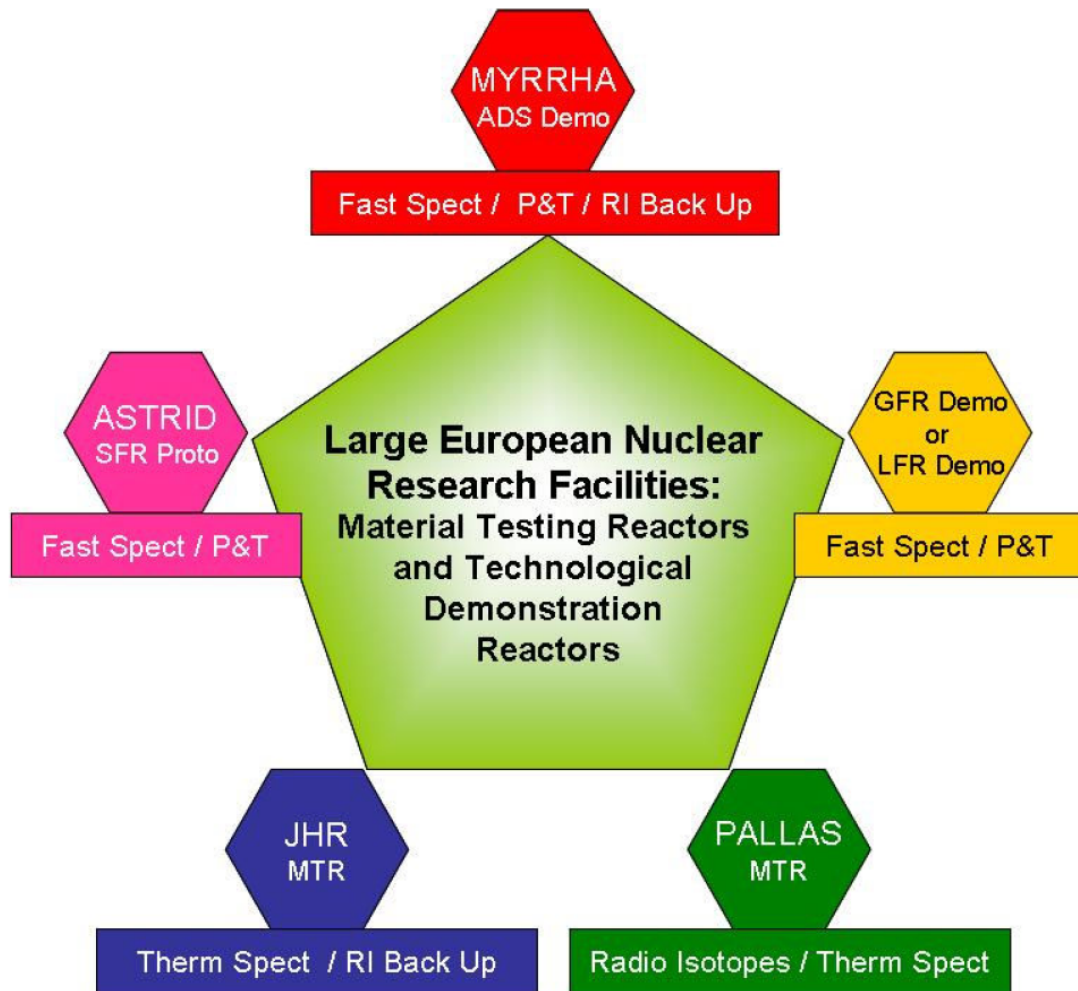 MYRRHA
ADS Demo
Fast Spect / P&T / RI Back Up
ASTRID
SFR Proto
Fast Spect / P&T
Large European Nuclear
Research Facilities:
Material Testing Reactors
and Technological
Demonstration
Reactors
GFR Demo
or
LFR Demo
Fast Spect / P&T
JHR
MTR
Therm Spect / RI Back Up
PALLAS
MTR
Radio Isotopes / Therm Spect